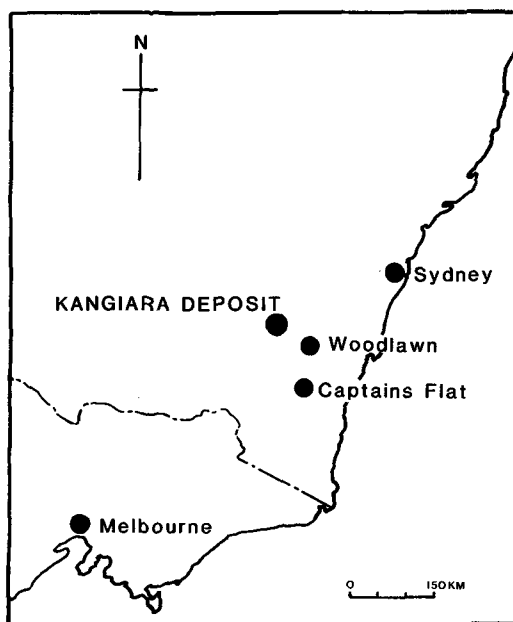 N
Sydney
KANGIARA DEPOSIT
Woodlawn
Captains Flat
Melbourne
0 150KM